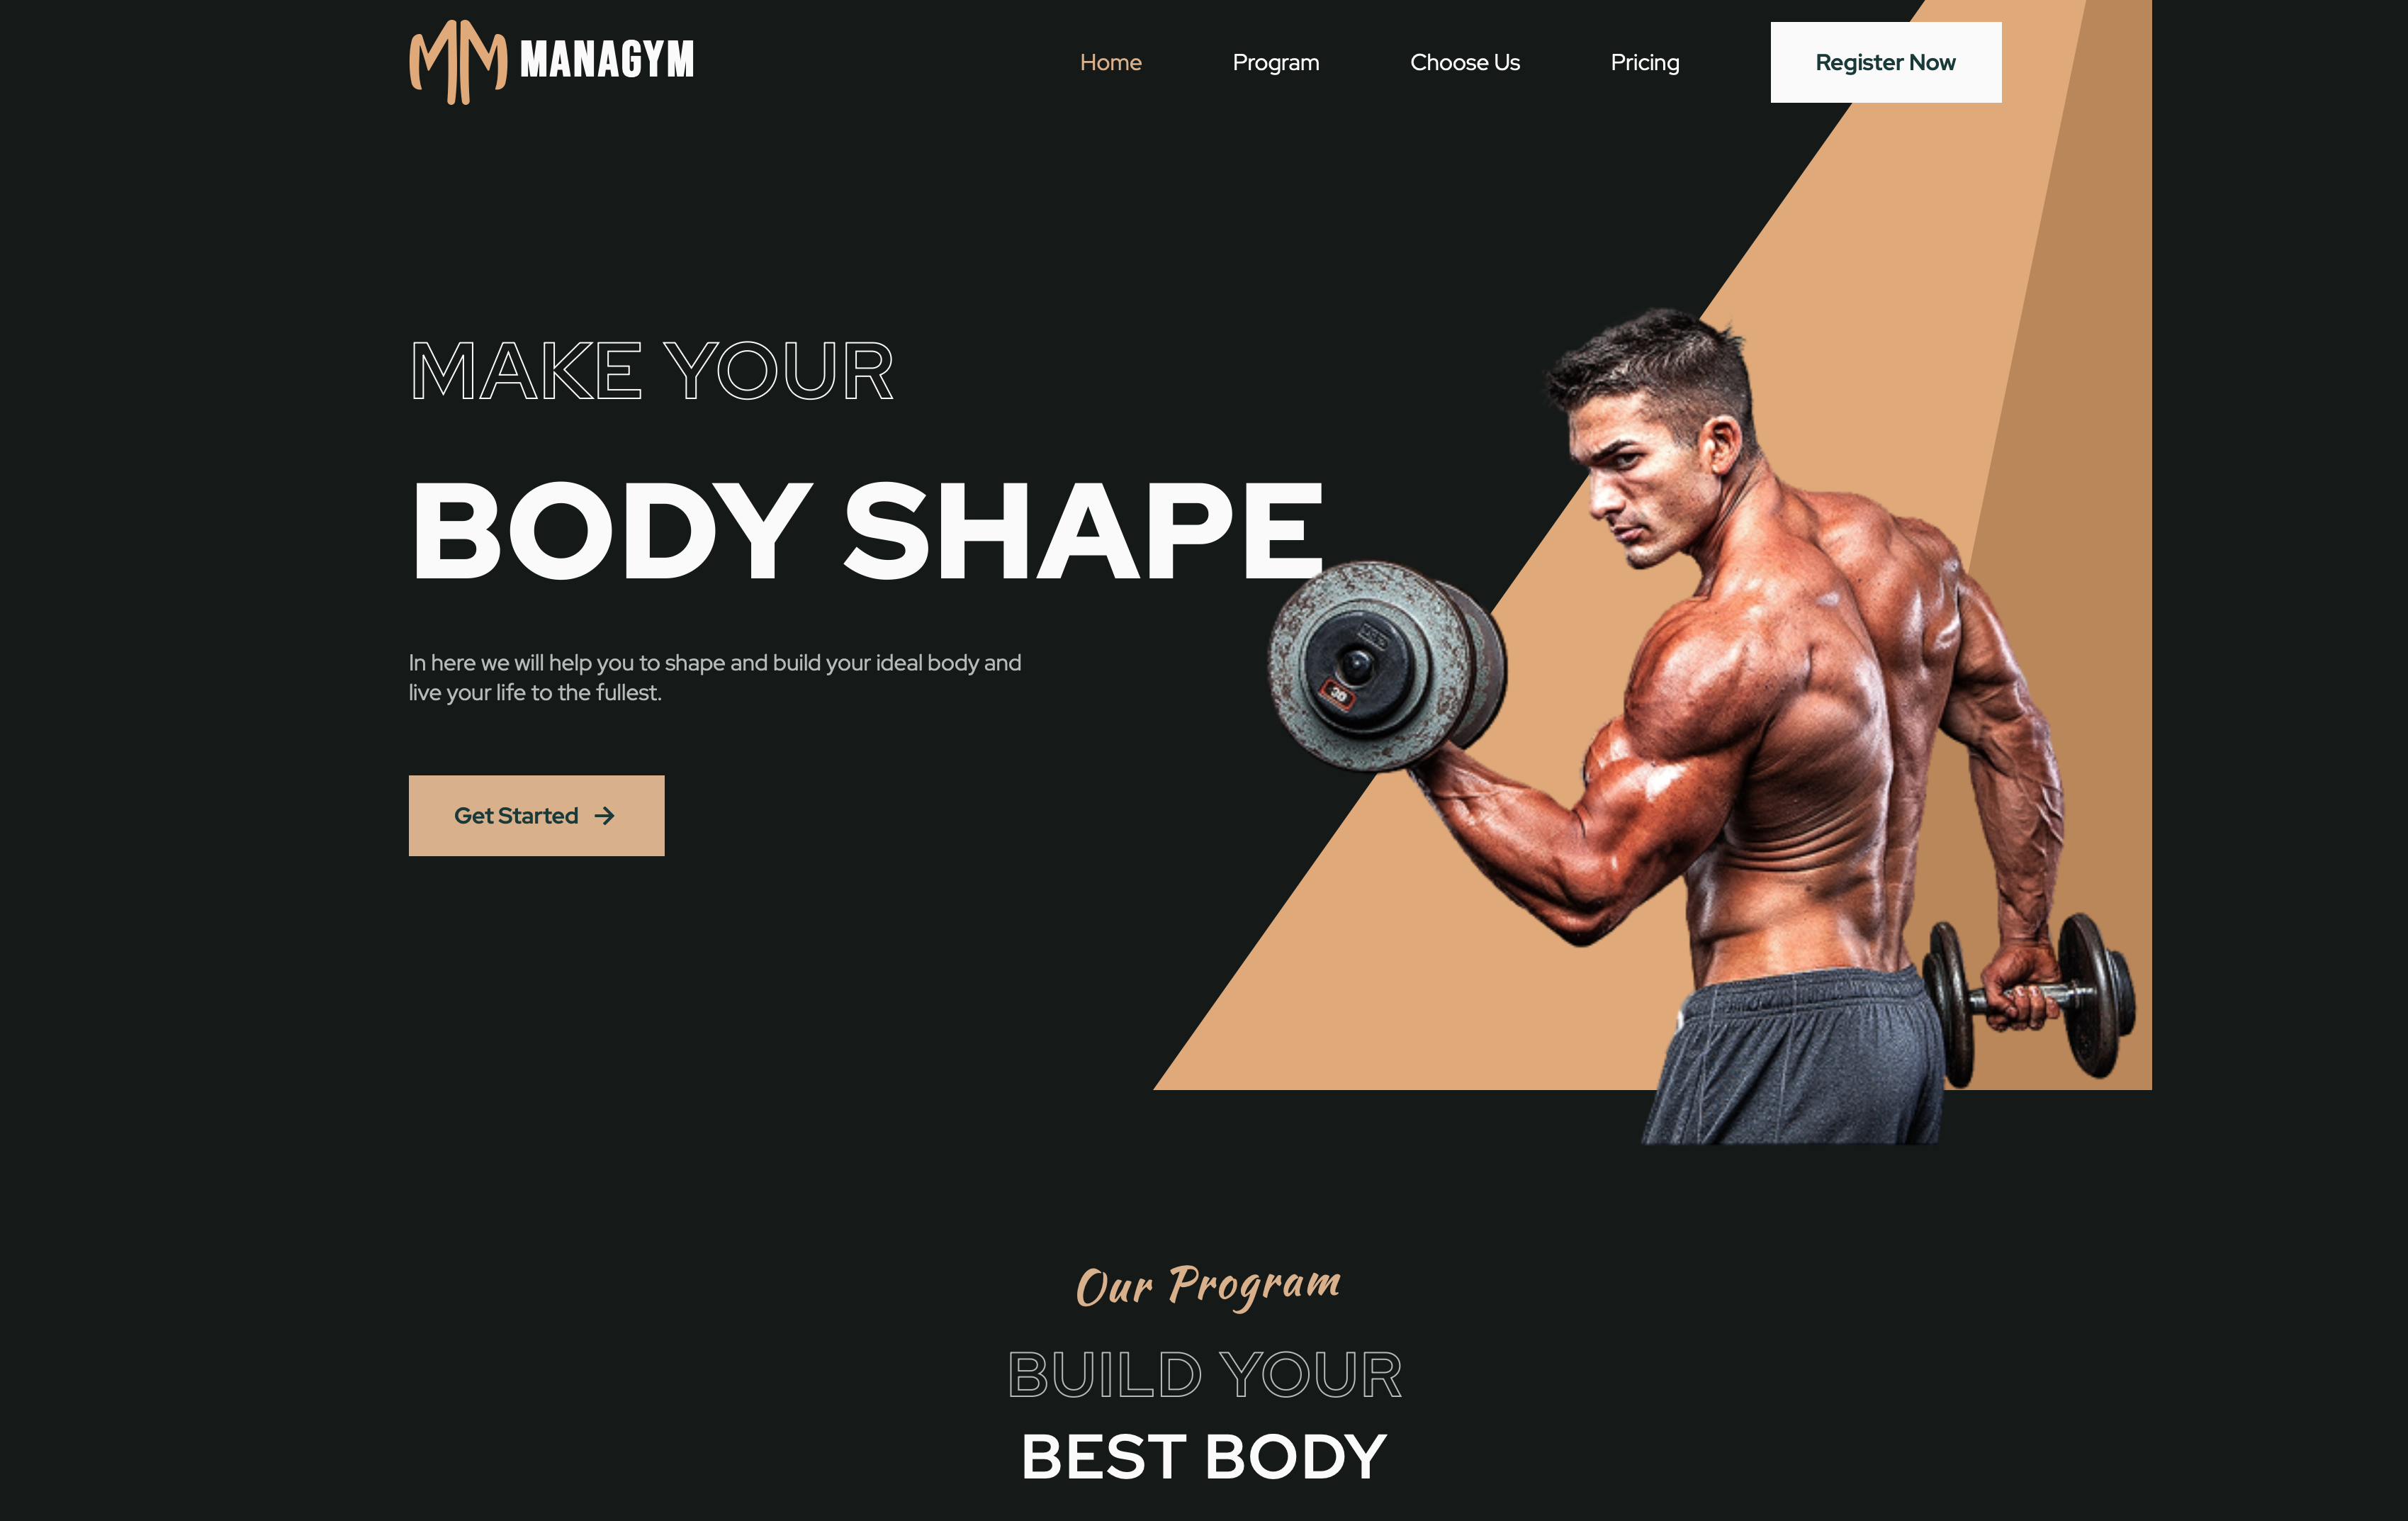 MANAGYM
Home
Program
Choose Us
Pricing
Register Now
MAKE YOUR
BODY SHAPE
In here we will help you to shape and build your ideal body and
live your life to the fullest.
30
Get Started
Our Program
BUILD YOUR
BEST BODY